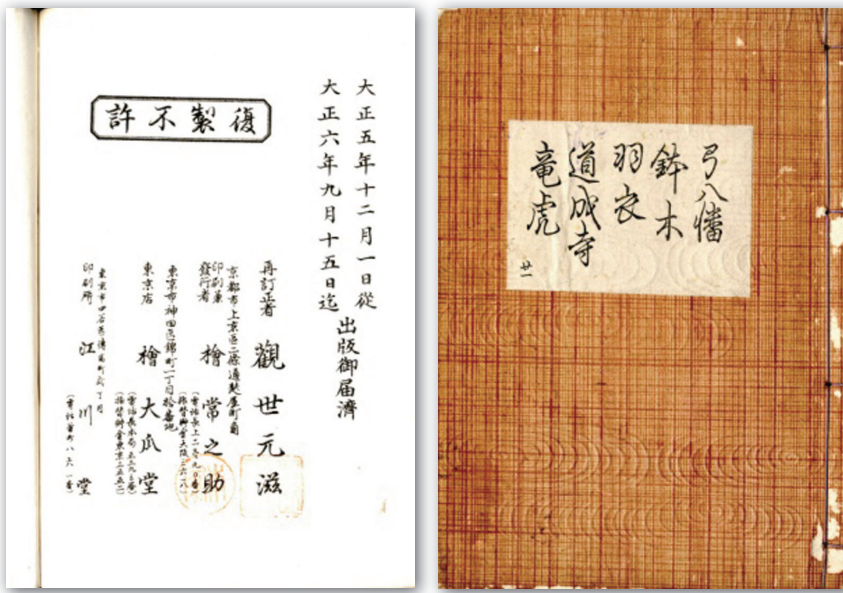 復製不許
大正五年十二月一日從
大正六年九月十五日迄
出版御届濟
再訂正者 觀世元滋
京都市上京區二條通麩屋町角
印刷兼
發行者 檜常之助
東京市神田區錦町一丁目拾番地
東京店 檜大瓜堂
印刷所 江川堂
弓八幡
鉢木
羽衣
道成寺
竜虎
廿一